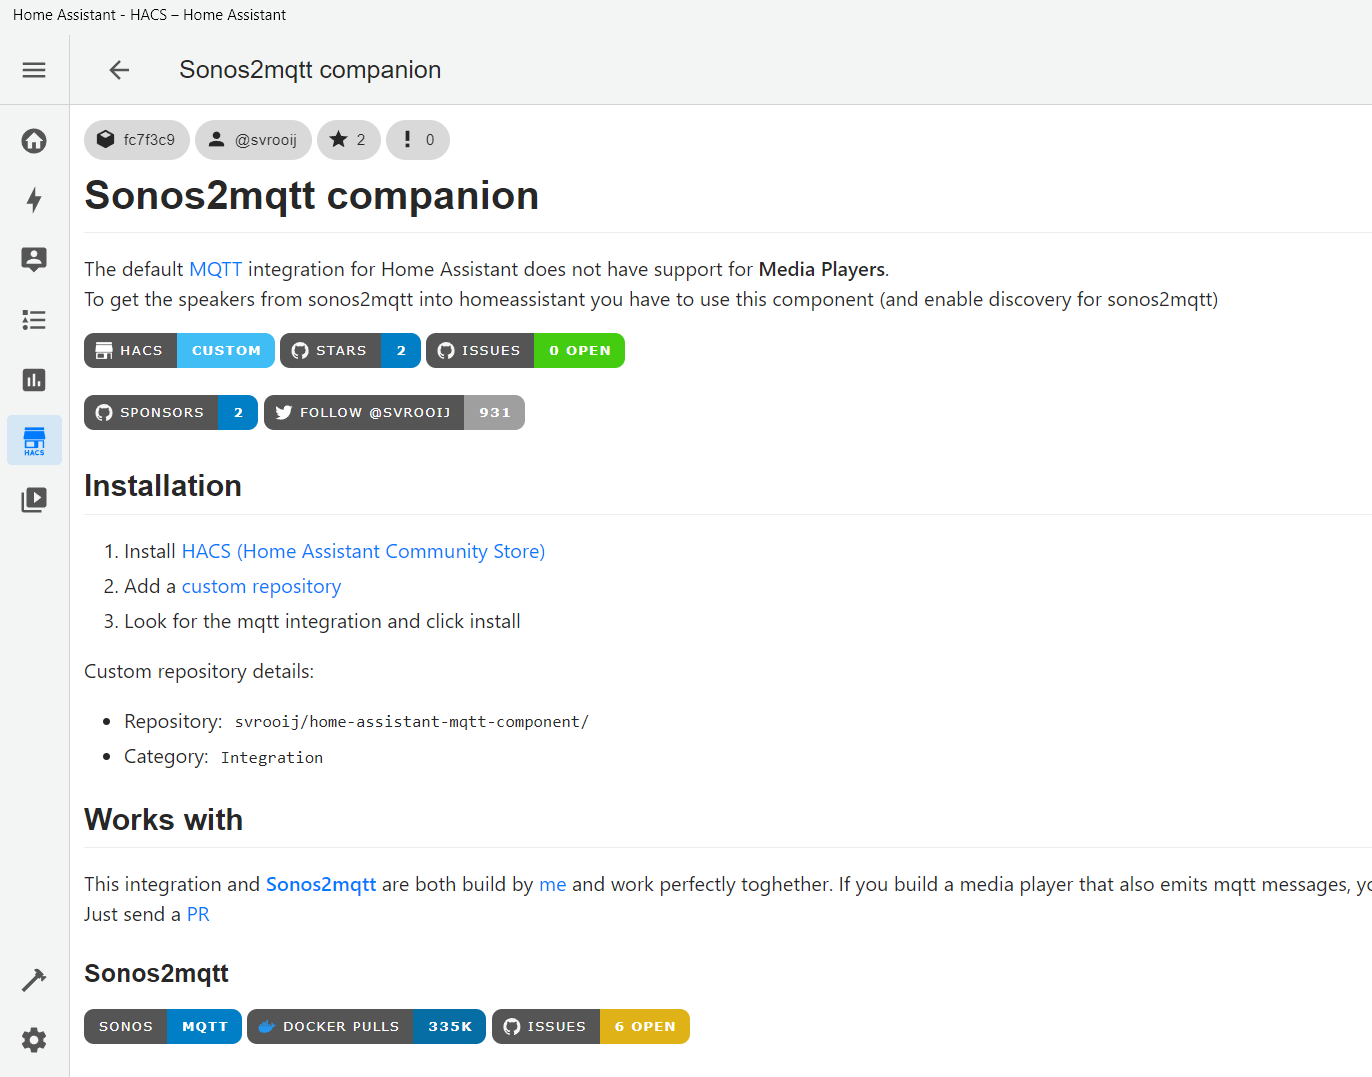 Home Assistant - HACS – Home Assistant
Sonos2mqtt companion
fc7f3c9 @svrooij 2 0
Sonos2mqtt companion
The default MQTT integration for Home Assistant does not have support for Media Players.
To get the speakers from sonos2mqtt into homeassistant you have to use this component (and enable discovery for sonos2mqtt)
HACS CUSTOM STARS 2 ISSUES 0 OPEN
SPONSORS 2 FOLLOW @SVROOIJ 931
HACS
Installation
1. Install HACS (Home Assistant Community Store)
2. Add a custom repository
3. Look for the mqtt integration and click install
Custom repository details:
• Repository: svrooij/home-assistant-mqtt-component/
• Category: Integration
Works with
This integration and Sonos2mqtt are both build by me and work perfectly toghether. If you build a media player that also emits mqtt messages,
Just send a PR
Sonos2mqtt
SONOS MQTT DOCKER PULLS 335K ISSUES 6 OPEN